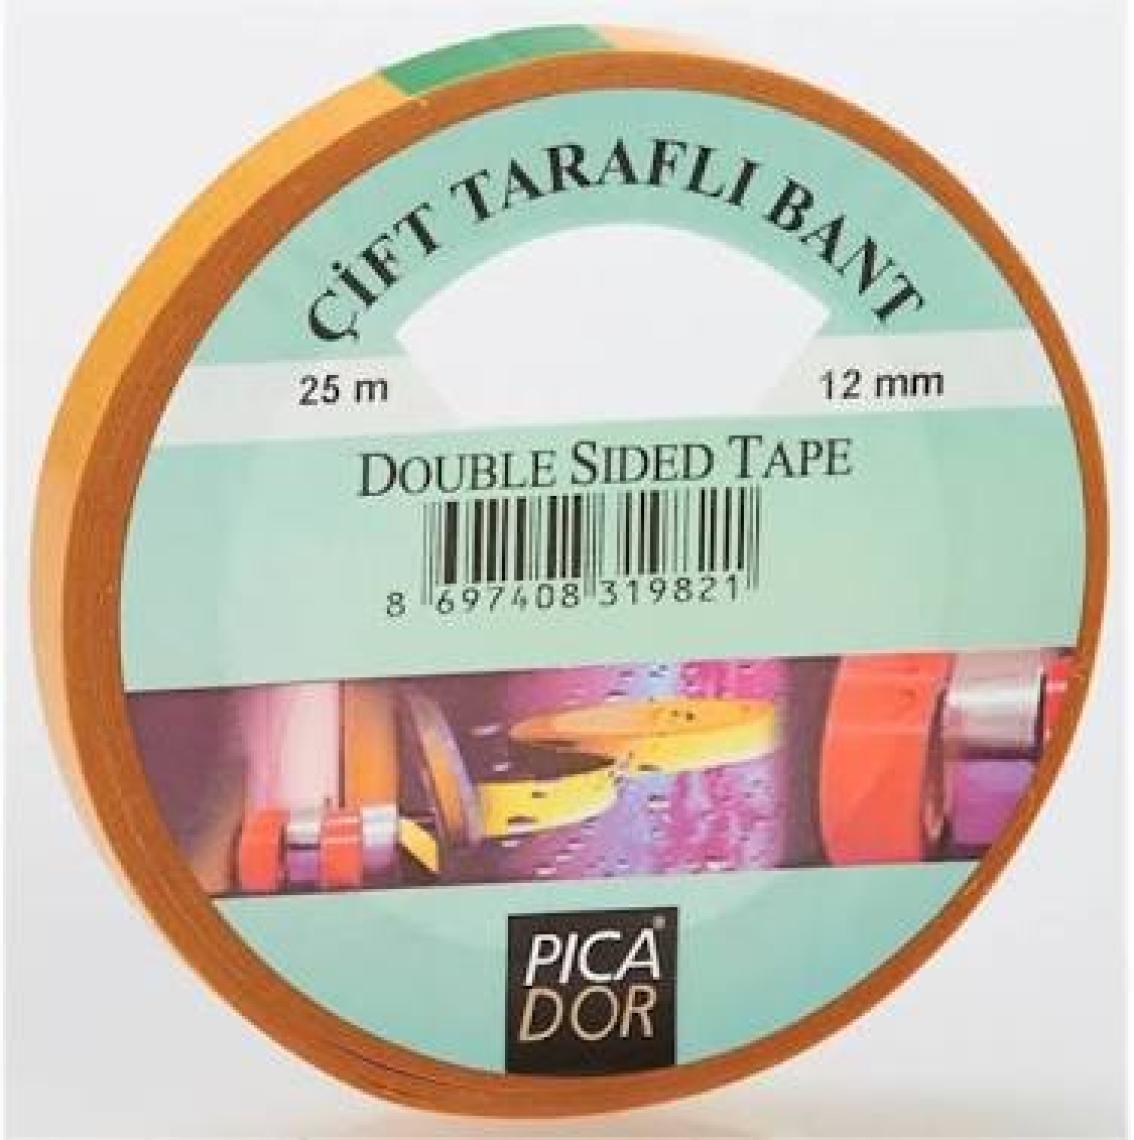 ÇİFT TARAFLI BANT
25 m 12 mm
DOUBLE SIDED TAPE
8 697408 319821
PICA®
DOR